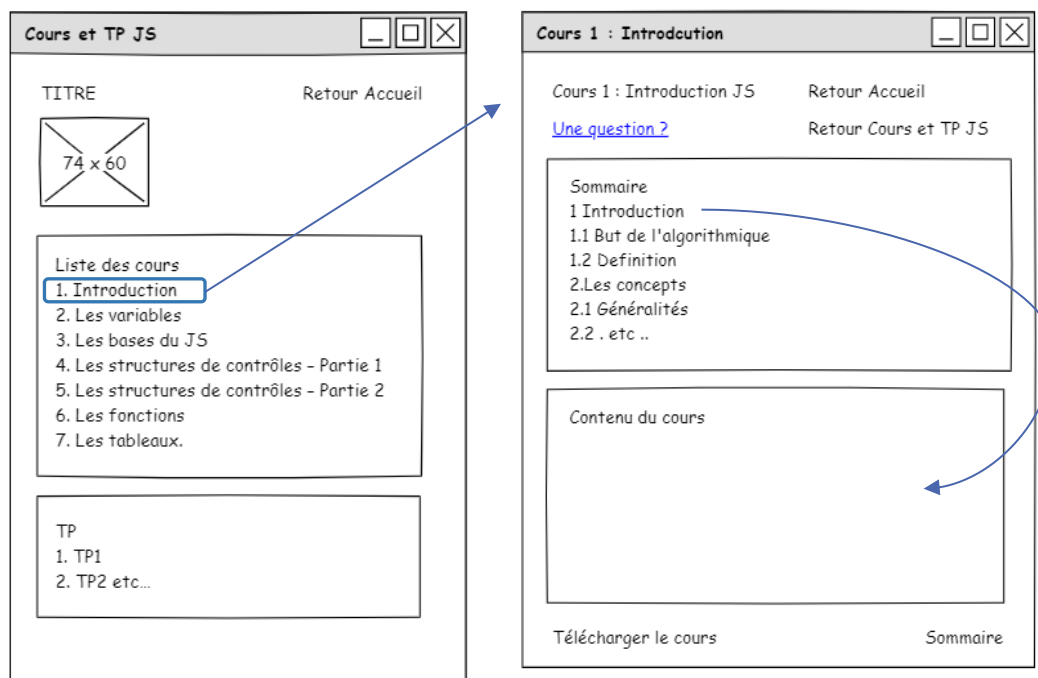 Cours et TP JS
TITRE
Retour Accueil
74 x 60
Liste des cours
1. Introduction
2. Les variables
3. Les bases du JS
4. Les structures de contrôles – Partie 1
5. Les structures de contrôles – Partie 2
6. Les fonctions
7. Les tableaux.
TP
1. TP1
2. TP2 etc...
Cours 1 : Introdcution
Cours 1 : Introduction JS
Retour Accueil
Une question ?
Retour Cours et TP JS
Sommaire
1 Introduction
1.1 But de l'algorithmique
1.2 Definition
2.Les concepts
2.1 Généralités
2.2 . etc ..
Contenu du cours
Télécharger le cours
Sommaire